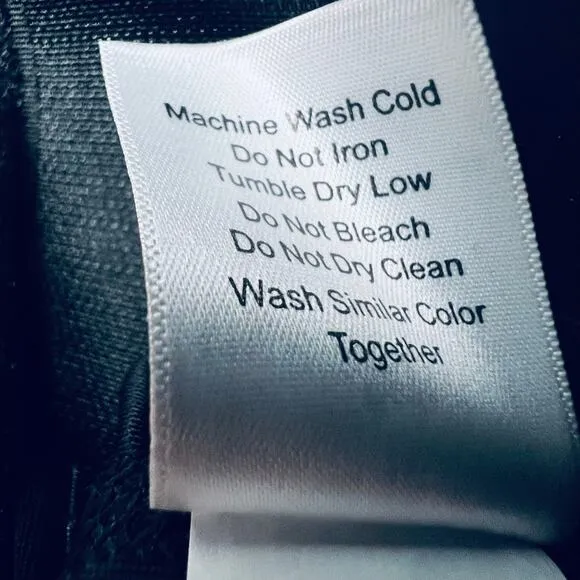 Machine Wash Cold
Do Not Iron
Tumble Dry Low
Do Not Bleach
Do Not Dry Clean
Wash Similar Color
Together